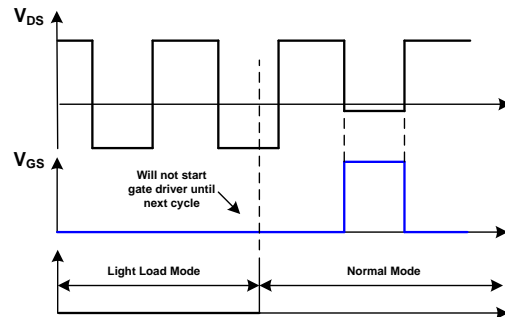 VDS
VGS
Will not start
gate driver until
next cycle
Light Load Mode
Normal Mode